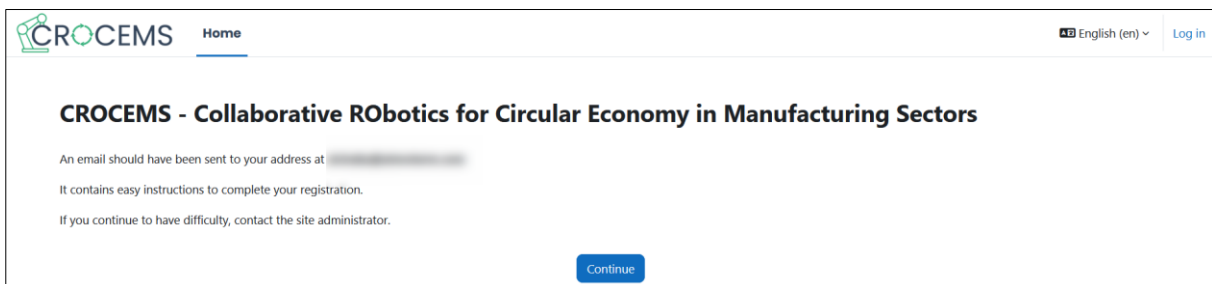 CROCEMS Home English (en) Log in
CROCEMS - Collaborative RObotics for Circular Economy in Manufacturing Sectors
An email should have been sent to your address at
It contains easy instructions to complete your registration.
If you continue to have difficulty, contact the site administrator.
Continue